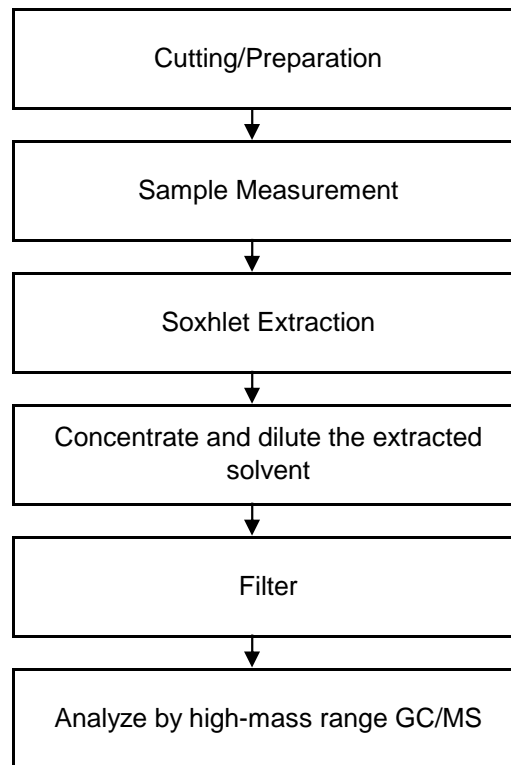 Cutting/Preparation
Sample Measurement
Soxhlet Extraction
Concentrate and dilute the extracted
solvent
Filter
Analyze by high-mass range GC/MS